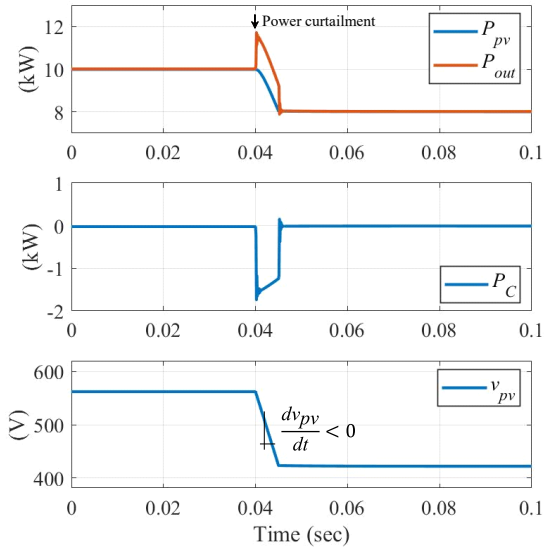 12
10
8
(kW)
Power curtailment
P_pv
P_out
0 0.02 0.04 0.06 0.08 0.1
1
0
-1
-2
(kW)
P_C
0 0.02 0.04 0.06 0.08 0.1
600
500
400
(V)
v_pv
dv_pv/dt < 0
0 0.02 0.04 0.06 0.08 0.1
Time (sec)